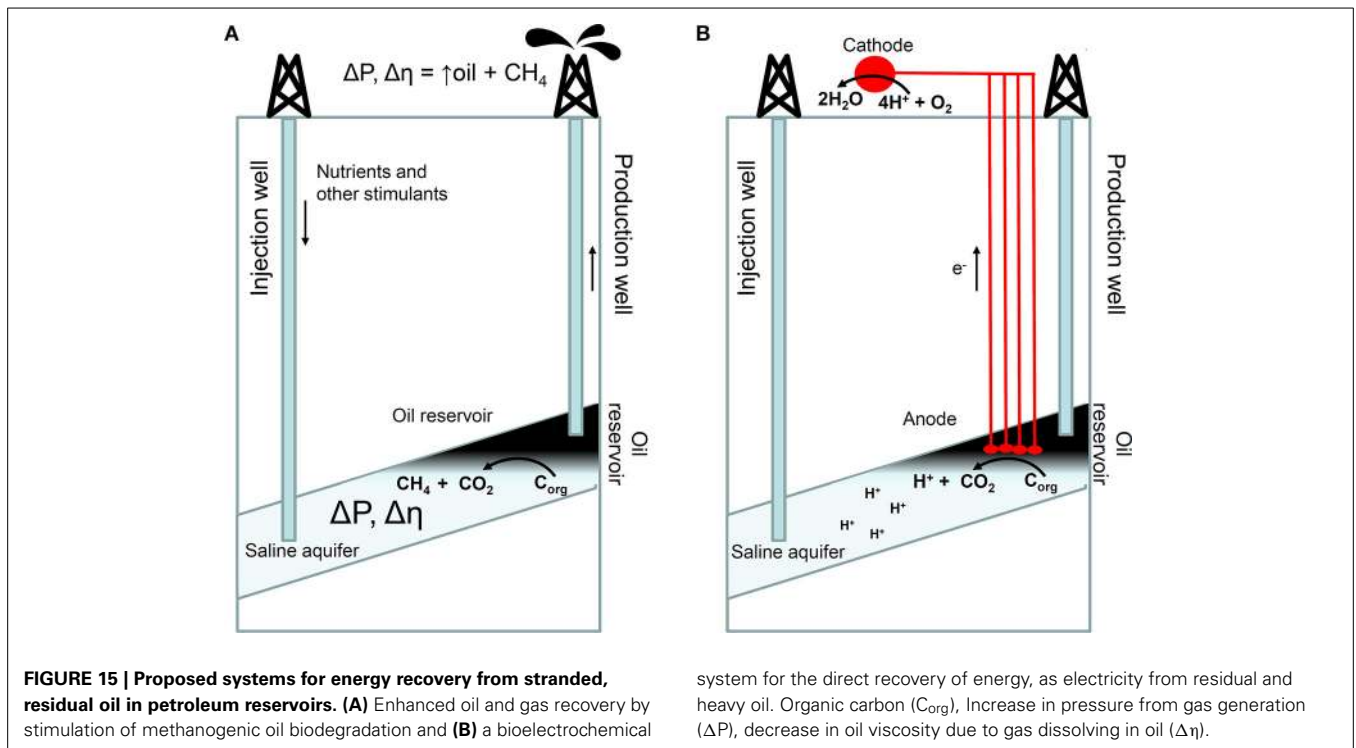 A
ΔP, Δη = ↑oil + CH₄
Injection well
Nutrients and
other stimulants
Production well
Oil reservoir
Oil
reservoir
CH₄ + CO₂
C_org
ΔP, Δη
Saline aquifer
B
Cathode
2H₂O
4H⁺ + O₂
Injection well
e⁻
Production well
Anode
Oil
reservoir
H⁺ + CO₂
C_org
H⁺
H⁺
H⁺
H⁺
Saline aquifer
FIGURE 15 | Proposed systems for energy recovery from stranded,
residual oil in petroleum reservoirs. (A) Enhanced oil and gas recovery by
stimulation of methanogenic oil biodegradation and (B) a bioelectrochemical
system for the direct recovery of energy, as electricity from residual and
heavy oil. Organic carbon (C_org), Increase in pressure from gas generation
(ΔP), decrease in oil viscosity due to gas dissolving in oil (Δη).